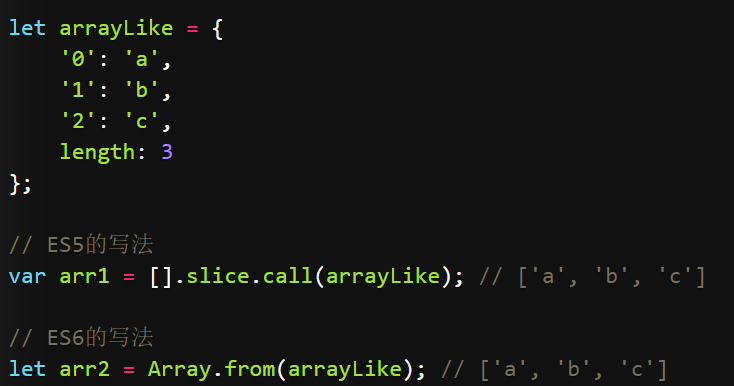 let arrayLike = {
    '0': 'a',
    '1': 'b',
    '2': 'c',
    length: 3
};
// ES5的写法
var arr1 = [].slice.call(arrayLike); // ['a', 'b', 'c']
// ES6的写法
let arr2 = Array.from(arrayLike); // ['a', 'b', 'c']